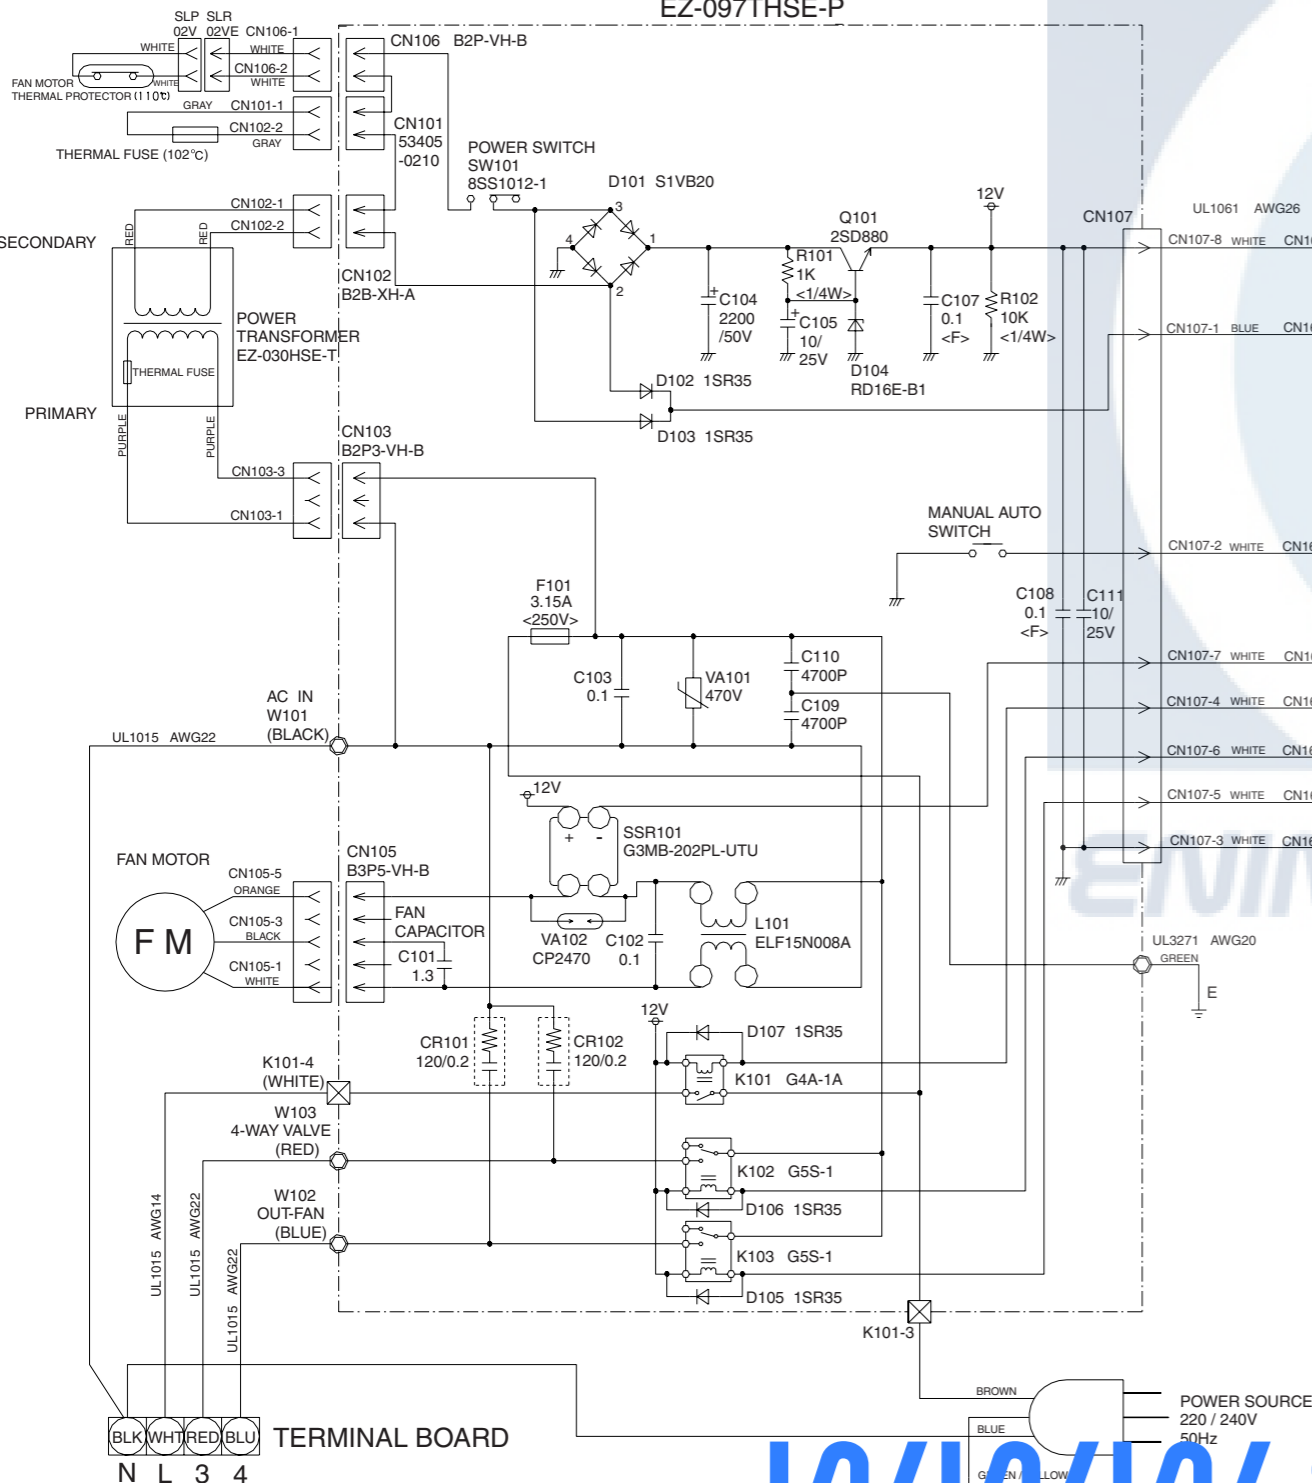 EZ-097THSE-P
SLP
02V
SLR
02VE
CN106-1
WHITE
WHITE
CN106-2
WHITE
WHITE
FAN MOTOR
THERMAL PROTECTOR (110℃)
GRAY
CN101-1
CN102-2
GRAY
THERMAL FUSE (102°C)
CN106 B2P-VH-B
CN101
53405
-0210
POWER SWITCH
SW101
8SS1012-1
D101 S1VB20
3
4
1
2
12V
Q101
2SD880
CN107
UL1061 AWG26
CN107-8 WHITE
CN107-1 BLUE
CN102-1
CN102-2
SECONDARY
RED
RED
CN102
B2B-XH-A
POWER
TRANSFORMER
EZ-030HSE-T
THERMAL FUSE
PRIMARY
PURPLE
PURPLE
R101
1K
<1/4W>
C104
2200
/50V
C105
10/
25V
D104
RD16E-B1
C107
0.1
<F>
R102
10K
<1/4W>
D102 1SR35
D103 1SR35
CN103
B2P3-VH-B
CN103-3
CN103-1
MANUAL AUTO
SWITCH
CN107-2 WHITE
F101
3.15A
<250V>
C108
0.1
<F>
C111
10/
25V
C103
0.1
VA101
470V
C110
4700P
C109
4700P
CN107-7 WHITE
CN107-4 WHITE
CN107-6 WHITE
CN107-5 WHITE
CN107-3 WHITE
AC IN
W101
(BLACK)
UL1015 AWG22
12V
+ -
SSR101
G3MB-202PL-UTU
FAN MOTOR
FM
CN105-5
ORANGE
CN105-3
BLACK
CN105-1
WHITE
CN105
B3P5-VH-B
FAN
CAPACITOR
C101
1.3
VA102
CP2470
C102
0.1
L101
ELF15N008A
UL3271 AWG20
GREEN
E
CR101
120/0.2
CR102
120/0.2
12V
D107 1SR35
K101 G4A-1A
K101-4
(WHITE)
W103
4-WAY VALVE
(RED)
K102 G5S-1
D106 1SR35
W102
OUT-FAN
(BLUE)
K103 G5S-1
D105 1SR35
UL1015 AWG14
UL1015 AWG22
UL1015 AWG22
K101-3
BROWN
BLUE
POWER SOURCE
220 / 240V
50Hz
BLK WHT RED BLU
TERMINAL BOARD
N L 3 4